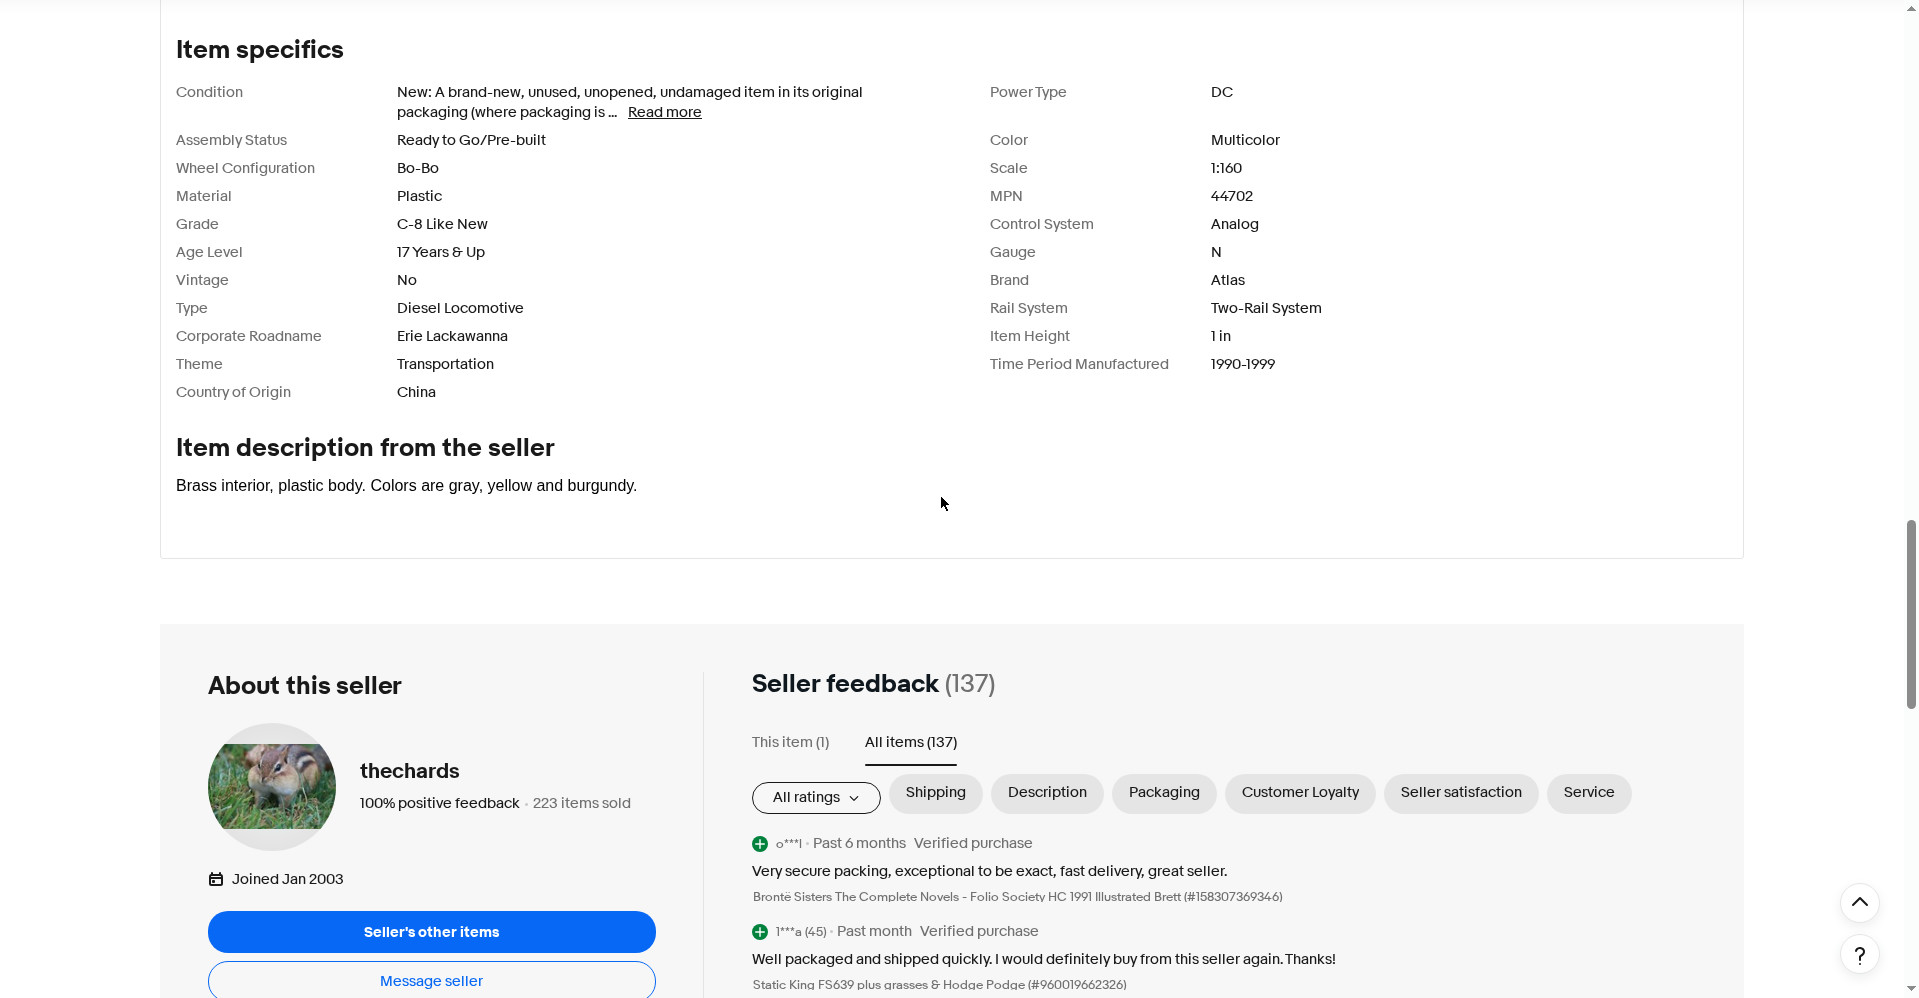 Item specifics
Condition
New: A brand-new, unused, unopened, undamaged item in its original
packaging (where packaging is ... Read more
Power Type
DC
Assembly Status
Ready to Go/Pre-built
Color
Multicolor
Wheel Configuration
Bo-Bo
Scale
1:160
Material
Plastic
MPN
44702
Grade
C-8 Like New
Control System
Analog
Age Level
17 Years & Up
Gauge
N
Vintage
No
Brand
Atlas
Type
Diesel Locomotive
Rail System
Two-Rail System
Corporate Roadname
Erie Lackawanna
Item Height
1 in
Theme
Transportation
Time Period Manufactured
1990-1999
Country of Origin
China
Item description from the seller
Brass interior, plastic body. Colors are gray, yellow and burgundy.
About this seller
thechards
100% positive feedback • 223 items sold
Joined Jan 2003
Seller's other items
Message seller
Seller feedback (137)
This item (1)
All items (137)
All ratings
Shipping
Description
Packaging
Customer Loyalty
Seller satisfaction
Service
o***l • Past 6 months Verified purchase
Very secure packing, exceptional to be exact, fast delivery, great seller.
Brontë Sisters The Complete Novels - Folio Society HC 1991 Illustrated Brett (#158307369346)
1***a (45) • Past month Verified purchase
Well packaged and shipped quickly. I would definitely buy from this seller again. Thanks!
Static King FS639 plus grasses & Hodge Podge (#960019662326)
?